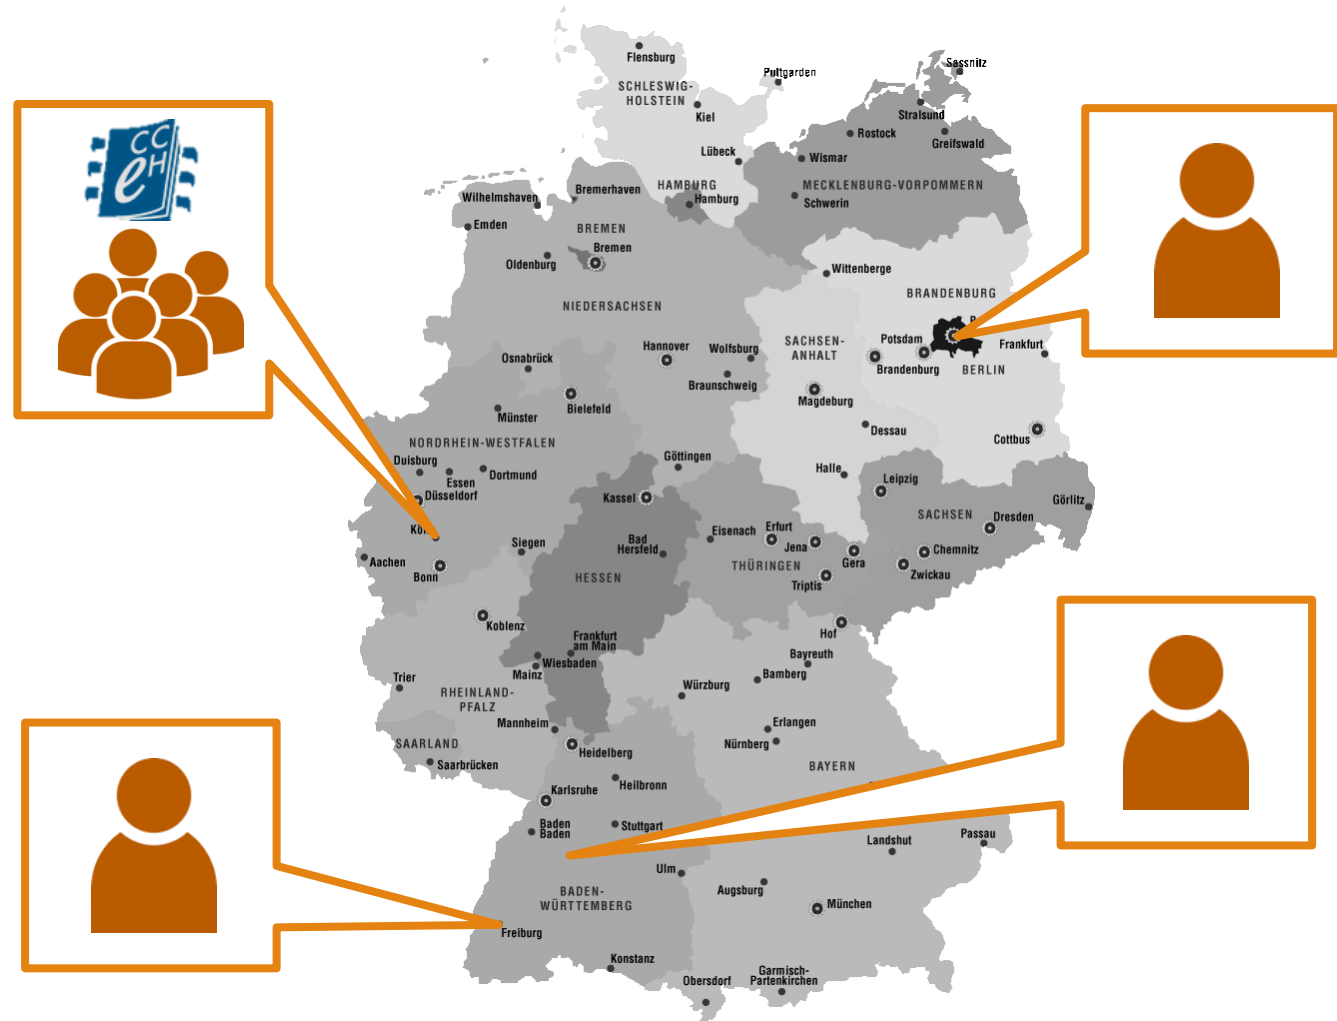 Flensburg
SCHLESWIG-
HOLSTEIN
Puttgarden
Sassnitz
Kiel
Stralsund
Rostock
Greifswald
Lübeck
Wismar
CC
eH
HAMBURG
Hamburg
MECKLENBURG-VORPOMMERN
Schwerin
Wilhelmshaven
Bremerhaven
Emden
BREMEN
Bremen
Oldenburg
Wittenberge
BRANDENBURG
NIEDERSACHSEN
Hannover
Wolfsburg
SACHSEN-
ANHALT
Potsdam
Frankfurt
Osnabrück
Braunschweig
Brandenburg
BERLIN
Münster
Bielefeld
Magdeburg
Dessau
Cottbus
NORDRHEIN-WESTFALEN
Duisburg
Essen
Dortmund
Göttingen
Halle
Leipzig
Düsseldorf
Kassel
Görlitz
SACHSEN
Dresden
Eisenach
Erfurt
Jena
Gera
Chemnitz
Zwickau
Aachen
Bonn
Siegen
Bad
Hersfeld
HESSEN
THÜRINGEN
Triptis
Koblenz
Hof
Frankfurt
am Main
Wiesbaden
Mainz
Bayreuth
Bamberg
Trier
RHEINLAND-
PFALZ
Würzburg
Mannheim
Erlangen
Nürnberg
SAARLAND
Saarbrücken
Heidelberg
BAYERN
Heilbronn
Karlsruhe
Baden
Baden
Stuttgart
Landshut
Passau
Ulm
Augsburg
München
BADEN-
WÜRTTEMBERG
Freiburg
Konstanz
Obersdorf
Garmisch-
Partenkirchen